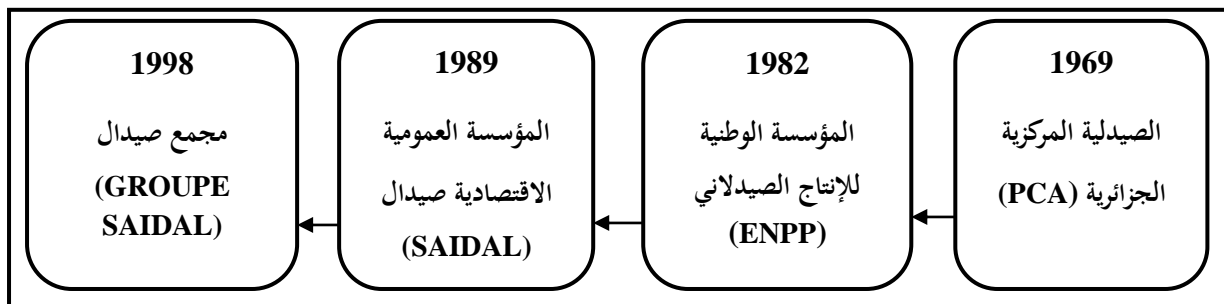 1969
الصيدلية المركزية
الجزائرية (PCA)
1982
المؤسسة الوطنية
للإنتاج الصيدلاني
(ENPP)
1989
المؤسسة العمومية
الاقتصادية صيدال
(SAIDAL)
1998
مجمع صيدال
(GROUPE
SAIDAL)